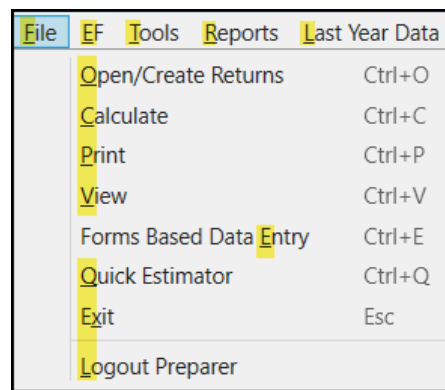 File EF Tools Reports Last Year Data
Open/Create Returns Ctrl+O
Calculate Ctrl+C
Print Ctrl+P
View Ctrl+V
Forms Based Data Entry Ctrl+E
Quick Estimator Ctrl+Q
Exit Esc
Logout Preparer